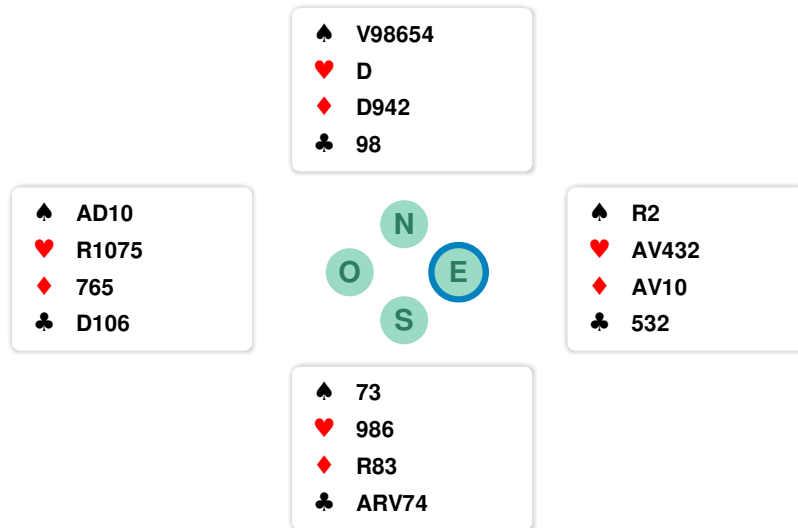 ♠ V98654
♥ D
♦ D942
♣ 98
♠ AD10
♥ R1075
♦ 765
♣ D106
N
O
E
S
♠ R2
♥ AV432
♦ AV10
♣ 532
♠ 73
♥ 986
♦ R83
♣ ARV74